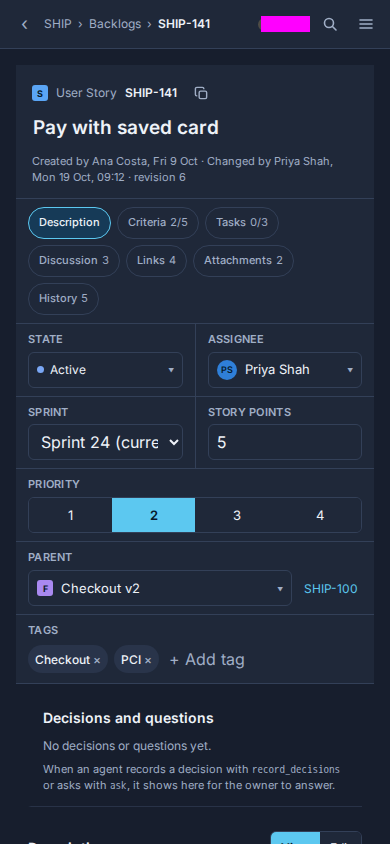 SHIP › Backlogs › SHIP-141
S User Story SHIP-141
Pay with saved card
Created by Ana Costa, Fri 9 Oct · Changed by Priya Shah,
Mon 19 Oct, 09:12 · revision 6
Description Criteria 2/5 Tasks 0/3
Discussion 3 Links 4 Attachments 2
History 5
STATE ASSIGNEE
Active PS Priya Shah
SPRINT STORY POINTS
Sprint 24 (curre 5
PRIORITY
1 2 3 4
PARENT
F Checkout v2 SHIP-100
TAGS
Checkout × PCI × + Add tag
Decisions and questions
No decisions or questions yet.
When an agent records a decision with record_decisions
or asks with ask, it shows here for the owner to answer.